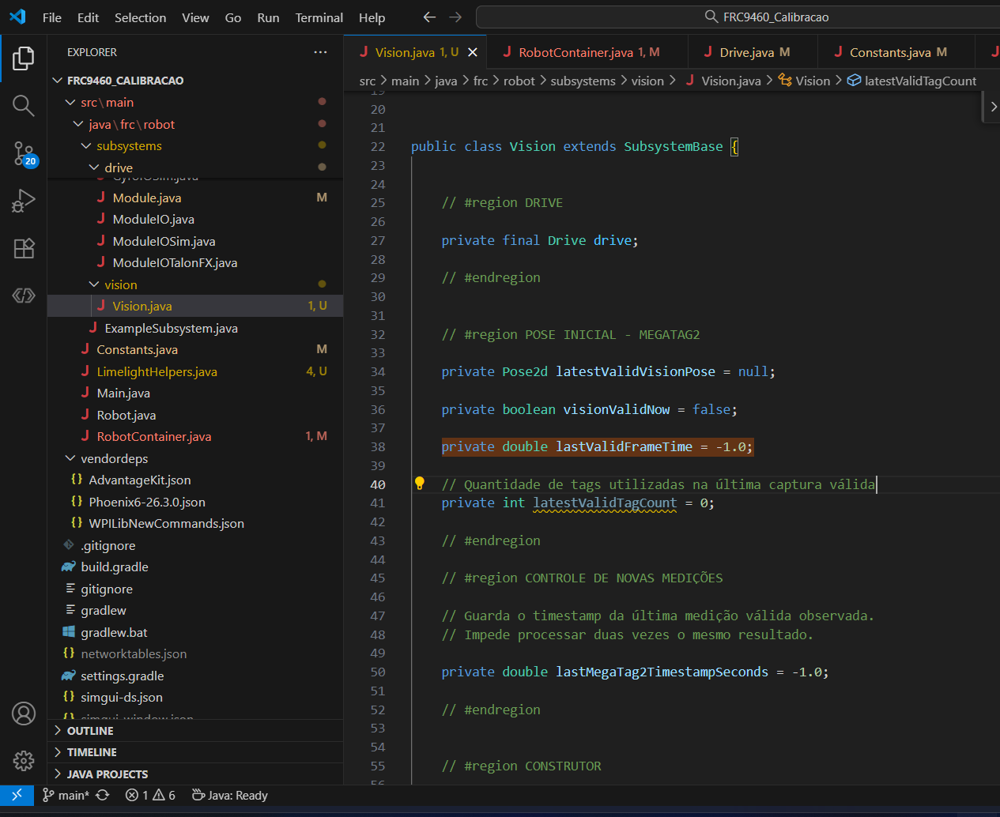 File Edit Selection View Go Run Terminal Help FRC9460_Calibracao
EXPLORER
FRC9460_CALIBRACAO
src\main
java\frc\robot
subsystems
drive
GyroIOSim.java
Module.java M
ModuleIO.java
ModuleIOSim.java
ModuleIOTalonFX.java
vision
Vision.java 1, U
ExampleSubsystem.java
Constants.java M
LimelightHelpers.java 4, U
Main.java
Robot.java
RobotContainer.java 1, M
vendordeps
{} AdvantageKit.json
{} Phoenix6-26.3.0.json
{} WPILibNewCommands.json
.gitignore
build.gradle
gitignore
gradlew
gradlew.bat
{} networktables.json
settings.gradle
{} simgui-ds.json
{} simgui-window.json
OUTLINE
TIMELINE
JAVA PROJECTS
20
J Vision.java 1, U J RobotContainer.java 1, M J Drive.java M J Constants.java M J
src > main > java > frc > robot > subsystems > vision > J Vision.java > Vision > latestValidTagCount
19
20
21
22 public class Vision extends SubsystemBase {
23
24
25 // #region DRIVE
26
27 private final Drive drive;
28
29 // #endregion
30
31
32 // #region POSE INICIAL - MEGATAG2
33
34 private Pose2d latestValidVisionPose = null;
35
36 private boolean visionValidNow = false;
37
38 private double lastValidFrameTime = -1.0;
39
40 // Quantidade de tags utilizadas na última captura válida
41 private int latestValidTagCount = 0;
42
43 // #endregion
44
45 // #region CONTROLE DE NOVAS MEDIÇÕES
46
47 // Guarda o timestamp da última medição válida observada.
48 // Impede processar duas vezes o mesmo resultado.
49
50 private double lastMegaTag2TimestampSeconds = -1.0;
51
52 // #endregion
53
54
55 // #region CONSTRUTOR
56
main* 1 6 Java: Ready